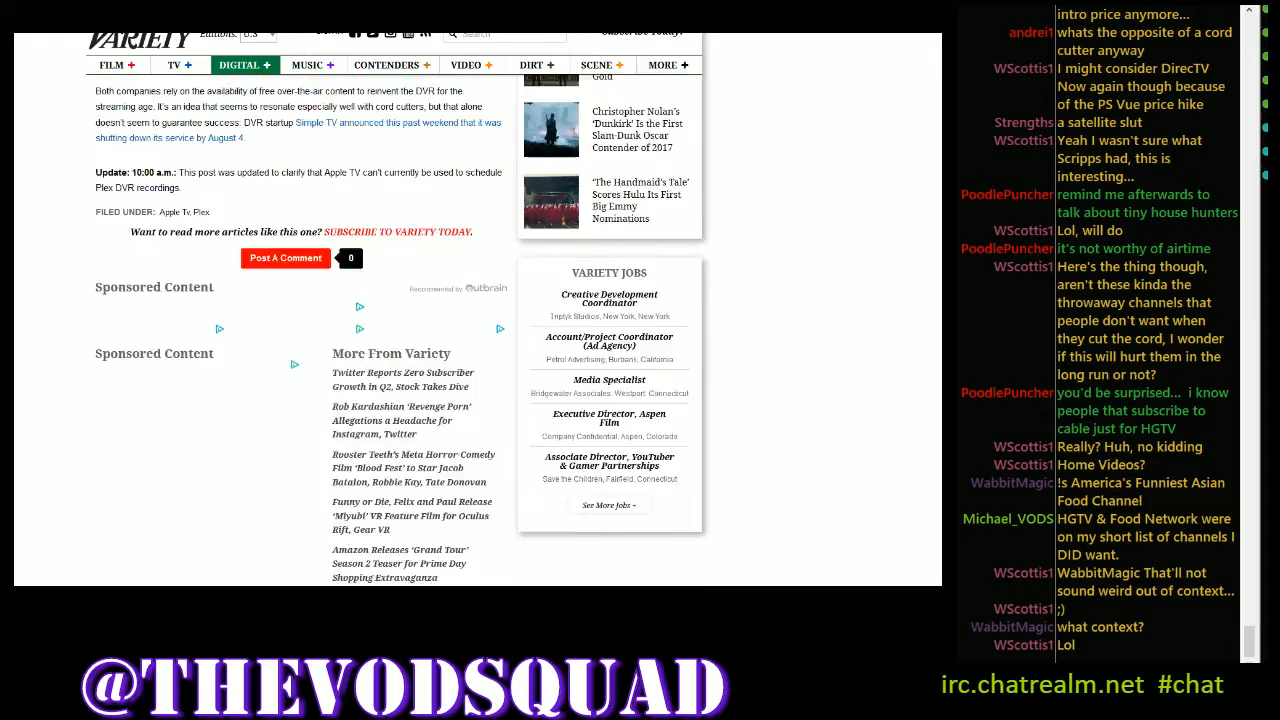 VARIETY
Editions: U.S
Search
Subscribe Today!
FILM +
TV +
DIGITAL +
MUSIC +
CONTENDERS +
VIDEO +
DIRT +
SCENE +
MORE +
Both companies rely on the availability of free over-the-air content to reinvent the DVR for the
streaming age. It's an idea that seems to resonate especially well with cord cutters, but that alone
doesn't seem to guarantee success: DVR startup Simple TV announced this past weekend that it was
shutting down its service by August 4.
Update: 10:00 a.m.: This post was updated to clarify that Apple TV can't currently be used to schedule
Plex DVR recordings.
FILED UNDER: Apple Tv, Plex
Want to read more articles like this one? SUBSCRIBE TO VARIETY TODAY.
Post A Comment
0
Sponsored Content
Recommended by Outbrain
Sponsored Content
More From Variety
Twitter Reports Zero Subscriber
Growth in Q2, Stock Takes Dive
Rob Kardashian ‘Revenge Porn’
Allegations a Headache for
Instagram, Twitter
Rooster Teeth's Meta Horror-Comedy
Film ‘Blood Fest’ to Star Jacob
Batalon, Robbie Kay, Tate Donovan
Funny or Die, Felix and Paul Release
‘Miyubi’ VR Feature Film for Oculus
Rift, Gear VR
Amazon Releases ‘Grand Tour’
Season 2 Teaser for Prime Day
Shopping Extravaganza
Gold
Christopher Nolan’s
‘Dunkirk’ Is the First
Slam-Dunk Oscar
Contender of 2017
‘The Handmaid’s Tale’
Scores Hulu Its First
Big Emmy
Nominations
VARIETY JOBS
Creative Development
Coordinator
Triptyk Studios, New York, New York
Account/Project Coordinator
(Ad Agency)
Petrol Advertising, Burbank, California
Media Specialist
Bridgewater Associates, Westport, Connecticut
Executive Director, Aspen
Film
Company Confidential, Aspen, Colorado
Associate Director, YouTuber
& Gamer Partnerships
Save the Children, Fairfield, Connecticut
See More Jobs +
intro price anymore...
andrei1 whats the opposite of a cord
cutter anyway
WScottis1 I might consider DirecTV
Now again though because
of the PS Vue price hike
Strengths a satellite slut
WScottis1 Yeah I wasn't sure what
Scripps had, this is
interesting...
PoodlePuncher remind me afterwards to
talk about tiny house hunters
WScottis1 Lol, will do
PoodlePuncher it's not worthy of airtime
WScottis1 Here's the thing though,
aren't these kinda the
throwaway channels that
people don't want when
they cut the cord, I wonder
if this will hurt them in the
long run or not?
PoodlePuncher you'd be surprised... i know
people that subscribe to
cable just for HGTV
WScottis1 Really? Huh, no kidding
WScottis1 Home Videos?
WabbitMagic !s America's Funniest Asian
Food Channel
Michael_VODS HGTV & Food Network were
on my short list of channels I
DID want.
WScottis1 WabbitMagic That'll not
sound weird out of context...
WScottis1 ;)
WabbitMagic what context?
WScottis1 Lol
@THEVODSQUAD
irc.chatrealm.net #chat